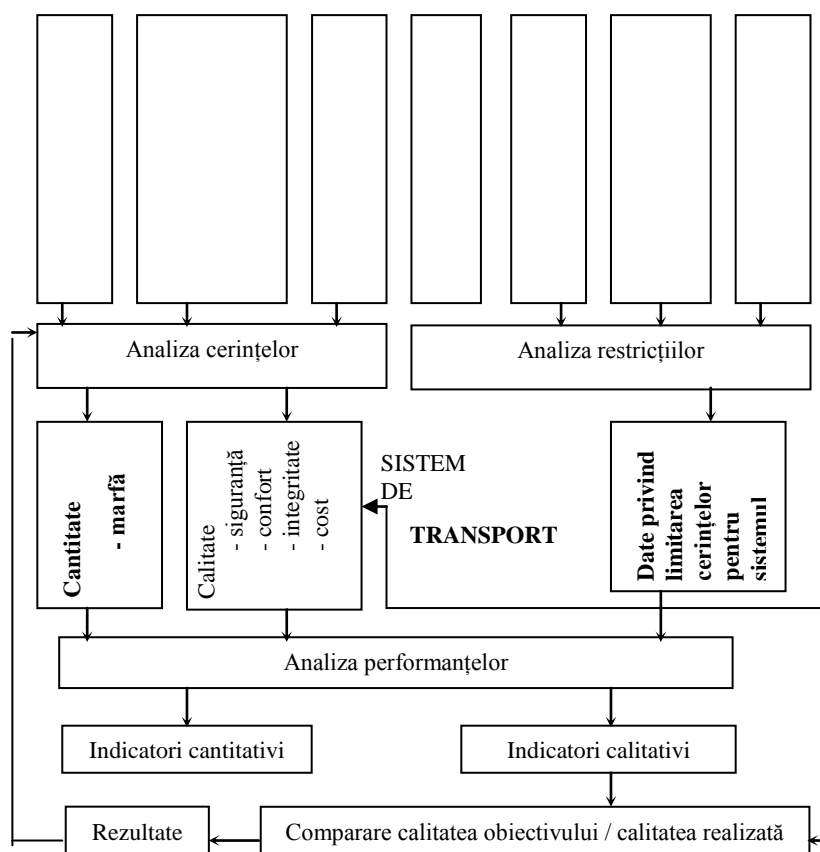 Analiza cerințelor
Analiza restricțiilor
Cantitate
- marfă
Calitate
- siguranță
- confort
- integritate
- cost
SISTEM
DE
TRANSPORT
Date privind
limitarea
cerințelor
pentru
sistemul
Analiza performanțelor
Indicatori cantitativi
Indicatori calitativi
Rezultate
Comparare calitatea obiectivului / calitatea realizată